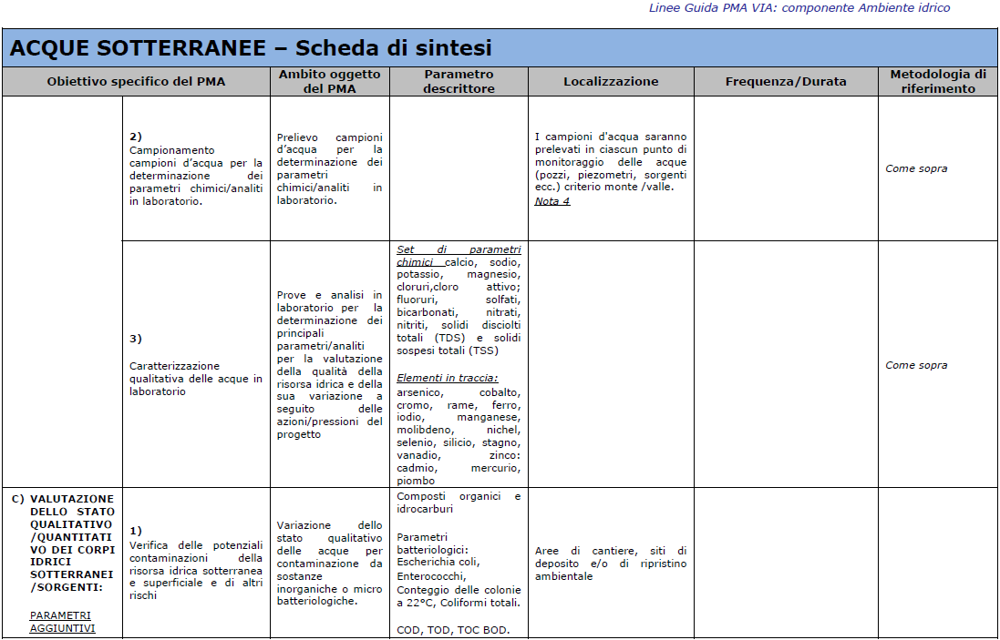 Linee Guida PMA VIA: componente Ambiente idrico
ACQUE SOTTERRANEE – Scheda di sintesi
Obiettivo specifico del PMA
Ambito oggetto
del PMA
Parametro
descrittore
Localizzazione
Frequenza/Durata
Metodologia di
riferimento
2)
Campionamento
campioni d’acqua per la
determinazione dei
parametri chimici/analiti
in laboratorio.
Prelievo campioni
d’acqua per la
determinazione dei
parametri
chimici/analiti in
laboratorio.
I campioni d'acqua saranno
prelevati in ciascun punto di
monitoraggio delle acque
(pozzi, piezometri, sorgenti
ecc.) criterio monte /valle.
Nota 4
Come sopra
3)
Caratterizzazione
qualitativa delle acque in
laboratorio
Prove e analisi in
laboratorio per la
determinazione dei
principali
parametri/analiti
per la valutazione
della qualità della
risorsa idrica e della
sua variazione a
seguito delle
azioni/pressioni del
progetto
Set di parametri
chimici calcio, sodio,
potassio, magnesio,
cloruri,cloro attivo;
fluoruri, solfati,
bicarbonati, nitrati,
nitriti, solidi disciolti
totali (TDS) e solidi
sospesi totali (TSS)
Elementi in traccia:
arsenico, cobalto,
cromo, rame, ferro,
iodio, manganese,
molibdeno, nichel,
selenio, silicio, stagno,
vanadio, zinco:
cadmio, mercurio,
piombo
Come sopra
C) VALUTAZIONE
DELLO STATO
QUALITATIVO
/QUANTITATI
VO DEI CORPI
IDRICI
SOTTERRANEI
/SORGENTI:
PARAMETRI
AGGIUNTIVI
1)
Verifica delle potenziali
contaminazioni della
risorsa idrica sotterranea
e superficiale e di altri
rischi
Variazione dello
stato qualitativo
delle acque per
contaminazione da
sostanze
inorganiche o micro
batteriologiche.
Composti organici e
idrocarburi
Parametri
batteriologici:
Escherichia coli,
Enterococchi,
Conteggio delle colonie
a 22°C, Coliformi totali.
COD, TOD, TOC BOD.
Aree di cantiere, siti di
deposito e/o di ripristino
ambientale